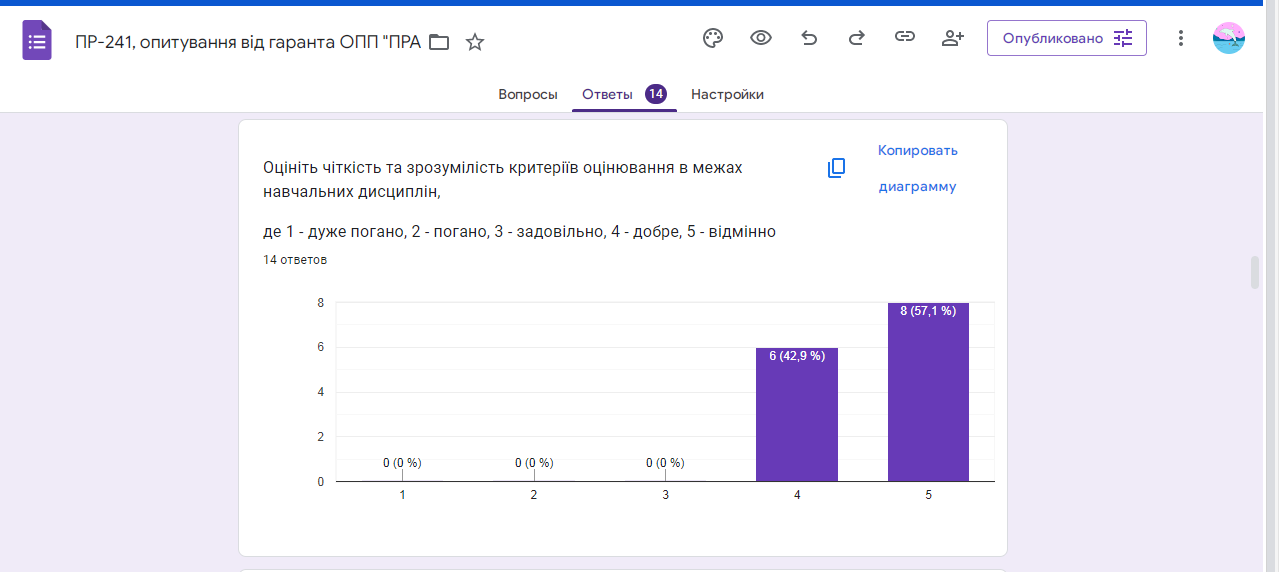 ПР-241, опитування від гаранта ОПП "ПРА
Опубликовано
Вопросы
Ответы 14
Настройки
Оцініть чіткість та зрозумілість критеріїв оцінювання в межах
навчальних дисциплін,
Копировать
диаграмму
де 1 - дуже погано, 2 - погано, 3 - задовільно, 4 - добре, 5 - відмінно
14 ответов
8
6
4
2
0
0 (0 %)
0 (0 %)
0 (0 %)
6 (42,9 %)
8 (57,1 %)
1
2
3
4
5